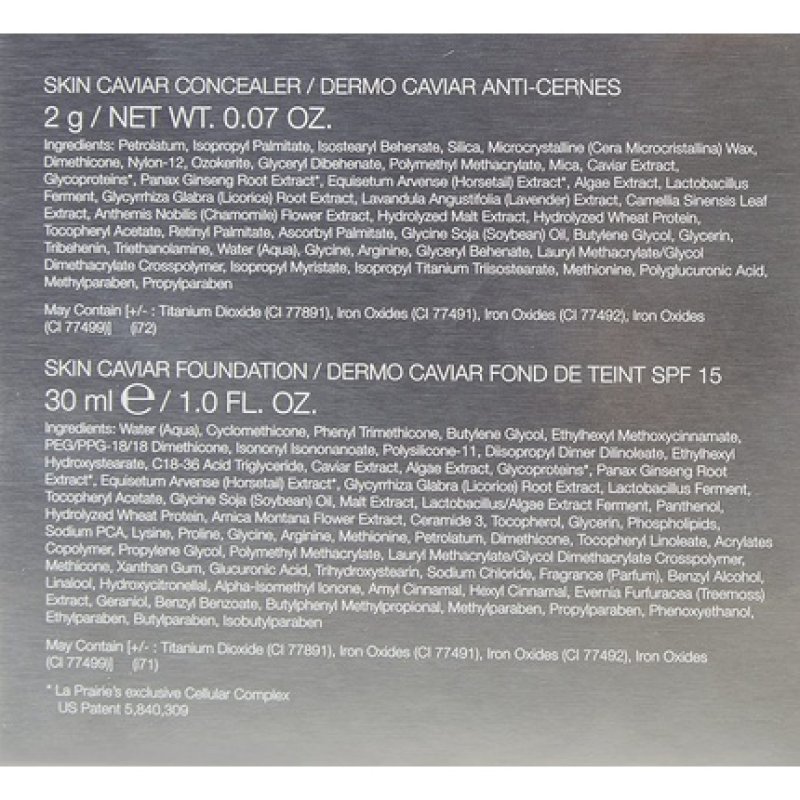 SKIN CAVIAR CONCEALER / DERMO CAVIAR ANTI-CERNES
2 g / NET WT. 0.07 OZ.
Ingredients: Petrolatum, Isopropyl Palmitate, Isostearyl Behenate, Silica, Microcrystalline (Cera Microcristallina) Wax,
Dimethicone, Nylon-12, Ozokerite, Glyceryl Dibehenate, Polymethyl Methacrylate, Mica, Caviar Extract,
Glycoproteins*, Panax Ginseng Root Extract*, Equisetum Arvense (Horsetail) Extract*, Algae Extract, Lactobacillus
Ferment, Glycyrrhiza Glabra (Licorice) Root Extract, Lavandula Angustifolia (Lavender) Extract, Camellia Sinensis Leaf
Extract, Anthemis Nobilis (Chamomile) Flower Extract, Hydrolyzed Malt Extract, Hydrolyzed Wheat Protein,
Tocopheryl Acetate, Retinyl Palmitate, Ascorbyl Palmitate, Glycine Soja (Soybean) Oil, Butylene Glycol, Glycerin,
Tribehenin, Triethanolamine, Water (Aqua), Glycine, Arginine, Glyceryl Behenate, Lauryl Methacrylate/Glycol
Dimethacrylate Crosspolymer, Isopropyl Myristate, Isopropyl Titanium Triisostearate, Methionine, Polyglucuronic Acid,
Methylparaben, Propylparaben
May Contain [+/- : Titanium Dioxide (CI 77891), Iron Oxides (CI 77491), Iron Oxides (CI 77492), Iron Oxides
(CI 77499)] (i72)
SKIN CAVIAR FOUNDATION / DERMO CAVIAR FOND DE TEINT SPF 15
30 ml ℮ / 1.0 FL. OZ.
Ingredients: Water (Aqua), Cyclomethicone, Phenyl Trimethicone, Butylene Glycol, Ethylhexyl Methoxycinnamate,
PEG/PPG-18/18 Dimethicone, Isononyl Isononanoate, Polysilicone-11, Diisopropyl Dimer Dilinoleate, Ethylhexyl
Hydroxystearate, C18-36 Acid Triglyceride, Caviar Extract, Algae Extract, Glycoproteins*, Panax Ginseng Root
Extract*, Equisetum Arvense (Horsetail) Extract*, Glycyrrhiza Glabra (Licorice) Root Extract, Lactobacillus Ferment,
Tocopheryl Acetate, Glycine Soja (Soybean) Oil, Malt Extract, Lactobacillus/Algae Extract Ferment, Panthenol,
Hydrolyzed Wheat Protein, Arnica Montana Flower Extract, Ceramide 3, Tocopherol, Glycerin, Phospholipids,
Sodium PCA, Lysine, Proline, Glycine, Arginine, Methionine, Petrolatum, Dimethicone, Tocopheryl Linoleate, Acrylates
Copolymer, Propylene Glycol, Polymethyl Methacrylate, Lauryl Methacrylate/Glycol Dimethacrylate Crosspolymer,
Methicone, Xanthan Gum, Glucuronic Acid, Trihydroxystearin, Sodium Chloride, Fragrance (Parfum), Benzyl Alcohol,
Linalool, Hydroxycitronellal, Alpha-Isomethyl Ionone, Amyl Cinnamal, Hexyl Cinnamal, Evernia Furfuracea (Treemoss)
Extract, Geraniol, Benzyl Benzoate, Butylphenyl Methylpropional, Methylparaben, Propylparaben, Phenoxyethanol,
Ethylparaben, Butylparaben, Isobutylparaben
May Contain [+/- : Titanium Dioxide (CI 77891), Iron Oxides (CI 77491), Iron Oxides (CI 77492), Iron Oxides
(CI 77499)] (i71)
* La Prairie's exclusive Cellular Complex
US Patent 5,840,309